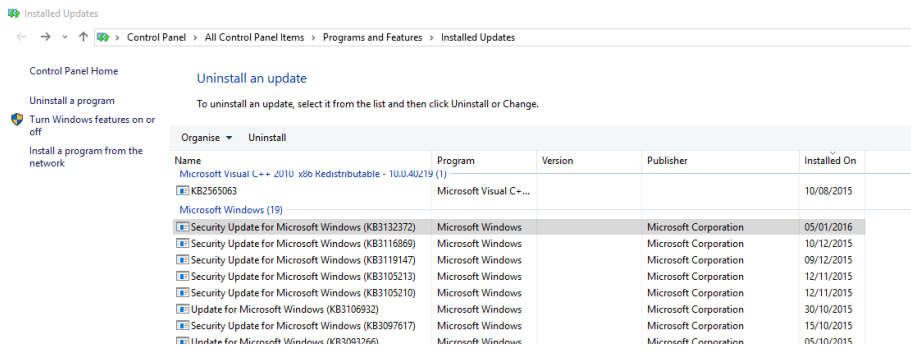 Installed Updates
Control Panel > All Control Panel Items > Programs and Features > Installed Updates
Control Panel Home
Uninstall a program
Turn Windows features on or off
Install a program from the network
Uninstall an update
To uninstall an update, select it from the list and then click Uninstall or Change.
Organise Uninstall
Name Program Version Publisher Installed On
Microsoft Visual C++ 2010 x86 Redistributable - 10.0.40219 (1)
KB2565063 Microsoft Visual C+... 10/08/2015
Microsoft Windows (19)
Security Update for Microsoft Windows (KB3132372) Microsoft Windows Microsoft Corporation 05/01/2016
Security Update for Microsoft Windows (KB3116869) Microsoft Windows Microsoft Corporation 10/12/2015
Security Update for Microsoft Windows (KB3119147) Microsoft Windows Microsoft Corporation 09/12/2015
Security Update for Microsoft Windows (KB3105213) Microsoft Windows Microsoft Corporation 12/11/2015
Security Update for Microsoft Windows (KB3105210) Microsoft Windows Microsoft Corporation 12/11/2015
Update for Microsoft Windows (KB3106932) Microsoft Windows Microsoft Corporation 30/10/2015
Security Update for Microsoft Windows (KB3097617) Microsoft Windows Microsoft Corporation 15/10/2015
Update for Microsoft Windows (KB3093266) Microsoft Windows Microsoft Corporation 05/10/2015